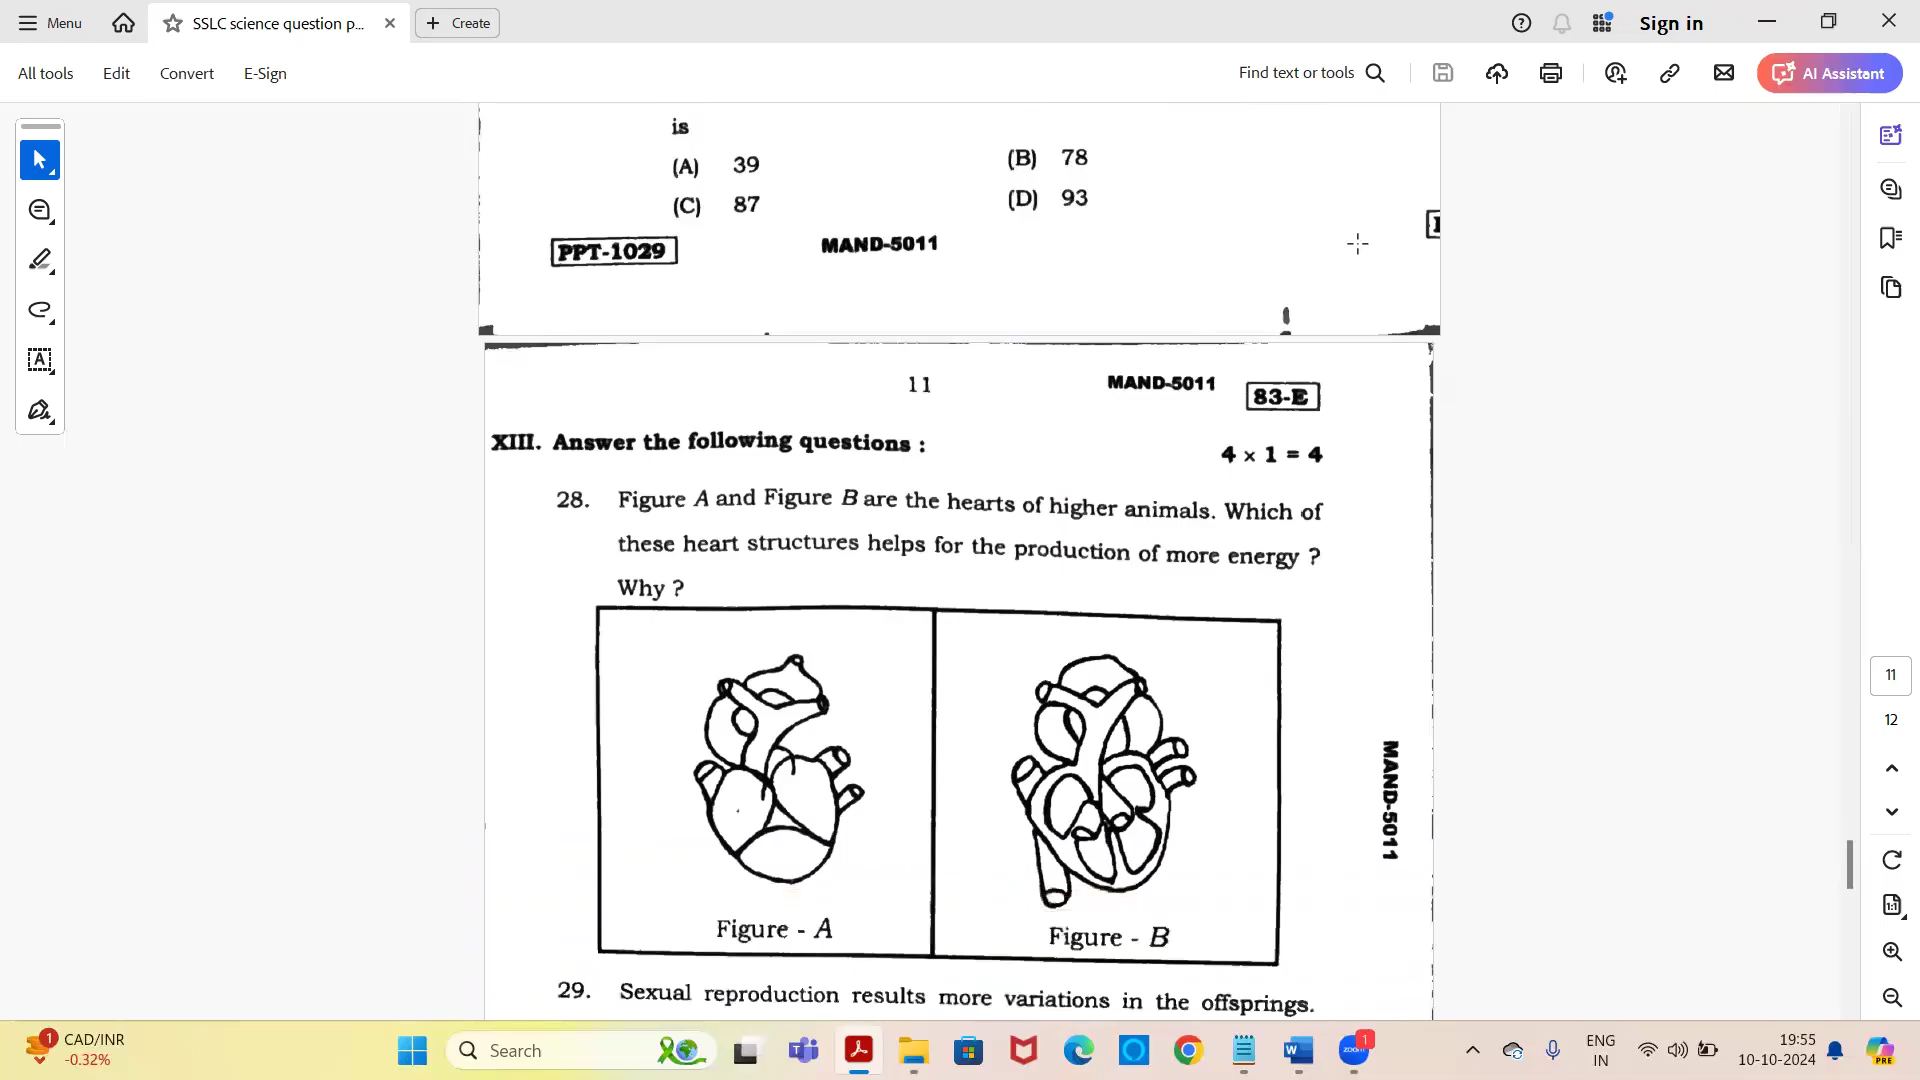 Menu
SSLC science question p...
Create
Sign in
All tools
Edit
Convert
E-Sign
Find text or tools
AI Assistant
is
(A) 39
(B) 78
(C) 87
(D) 93
PPT-1029
MAND-5011
11
MAND-5011
83-E
XIII. Answer the following questions :
4 × 1 = 4
28. Figure A and Figure B are the hearts of higher animals. Which of
these heart structures helps for the production of more energy ?
Why ?
Figure - A
Figure - B
MAND-5011
29. Sexual reproduction results more variations in the offsprings.
11
12
1
CAD/INR
-0.32%
Search
zoom
1
ENG
IN
19:55
10-10-2024
PRE